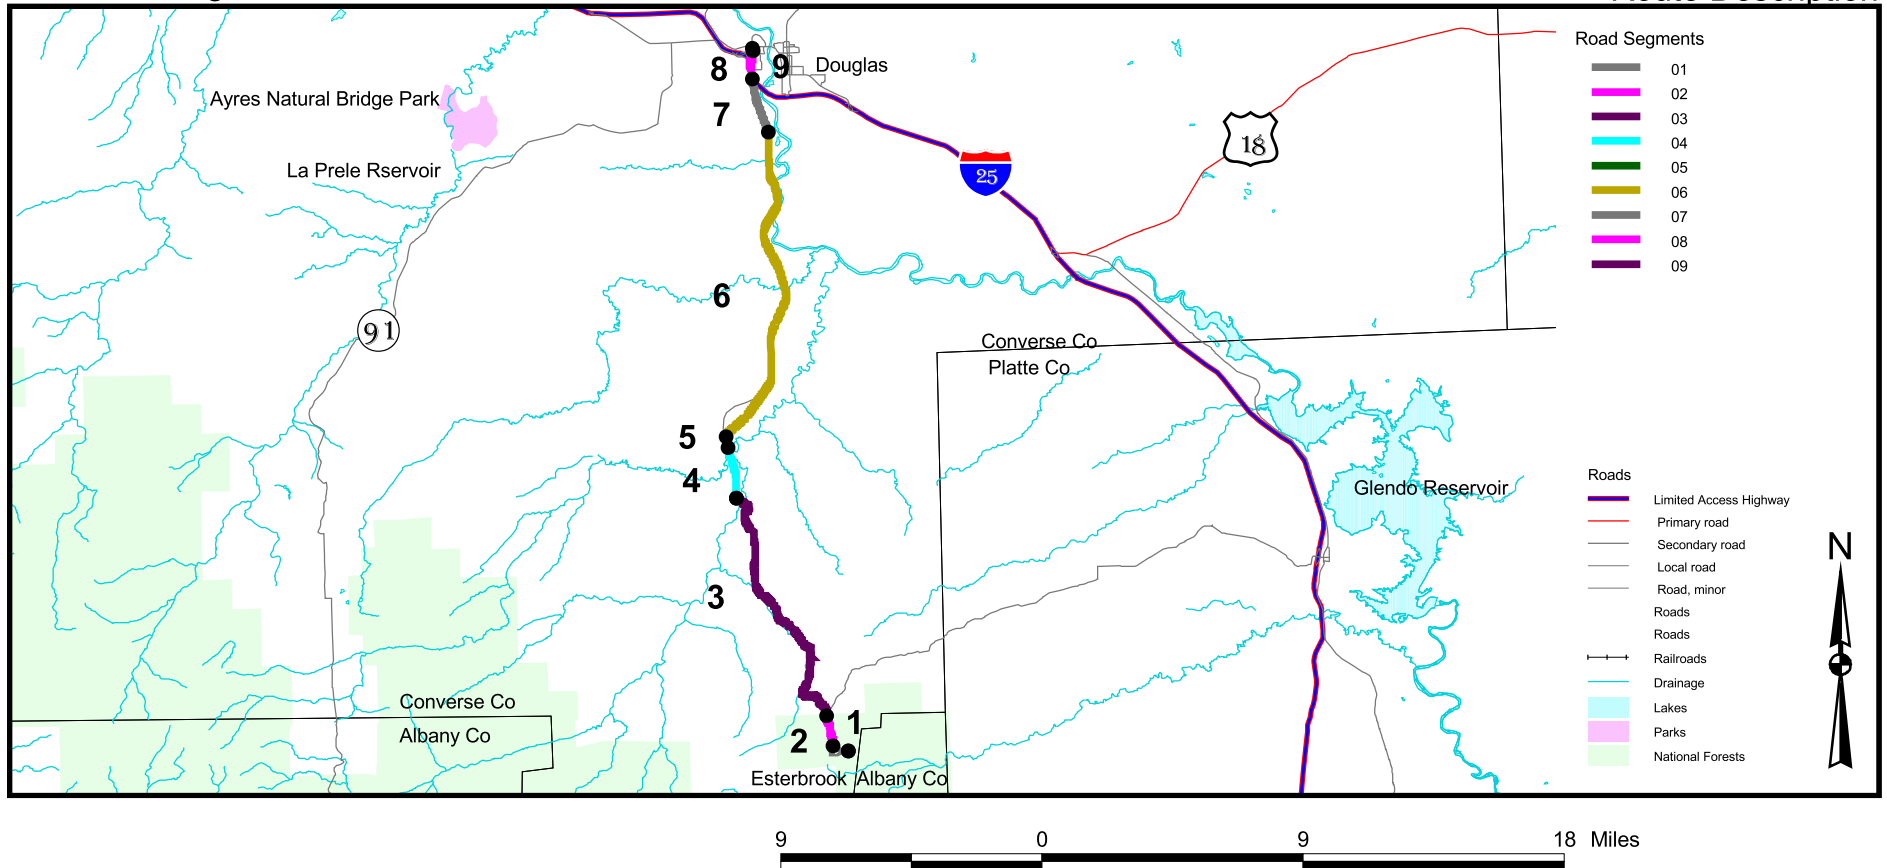 Road Segments
01
02
03
04
05
06
07
08
09
8
9
Douglas
Ayres Natural Bridge Park
7
18
La Prele Rservoir
25
6
91
Converse Co
Platte Co
5
4
Glendo Reservoir
Roads
Limited Access Highway
Primary road
Secondary road
Local road
Road, minor
Roads
Roads
Railroads
Drainage
Lakes
Parks
National Forests
N
3
Converse Co
Albany Co
1
2
Esterbrook
Albany Co
9 0 9 18 Miles